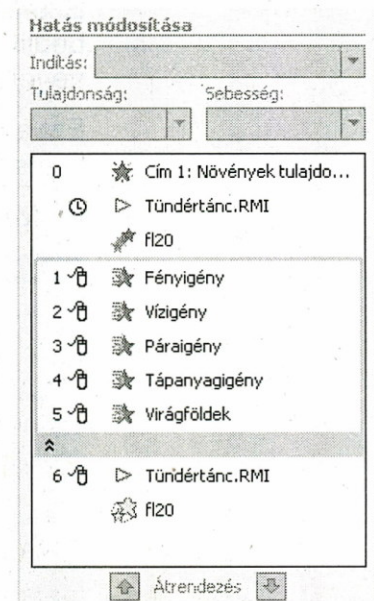 Hatás módosítása
Indítás:
Tulajdonság: Sebesség:
0 Cím 1: Növények tulajdo...
Tündértánc.RMI
fl20
1 Fényigény
2 Vízigény
3 Páraigény
4 Tápanyagigény
5 Virágföldek
6 Tündértánc.RMI
fl20
Átrendezés